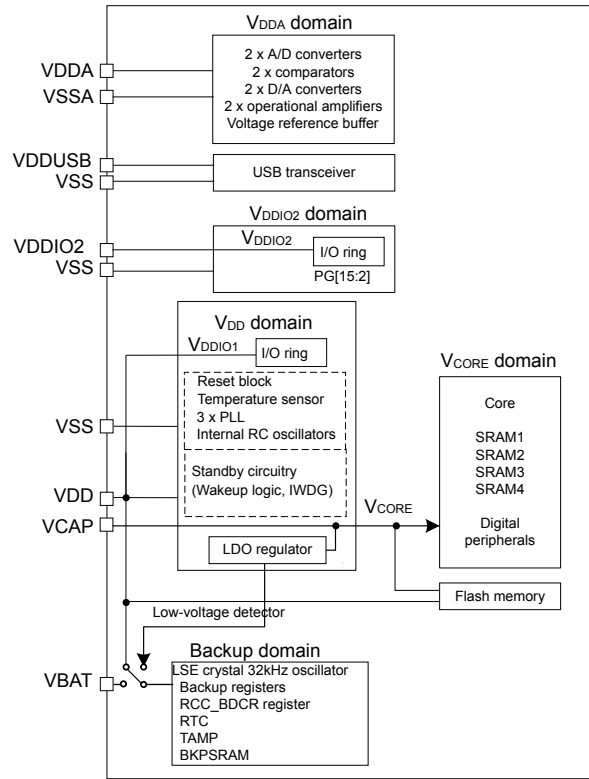 VDDA domain
VDDA
VSSA
2 x A/D converters
2 x comparators
2 x D/A converters
2 x operational amplifiers
Voltage reference buffer
VDDUSB
VSS
USB transceiver
VDDIO2 domain
VDDIO2
VSS
VDDIO2
I/O ring
PG[15:2]
VDD domain
VDDIO1
I/O ring
Reset block
Temperature sensor
3 x PLL
Internal RC oscillators
VSS
Standby circuitry
(Wakeup logic, IWDG)
VDD
VCAP
VCORE
LDO regulator
VCORE domain
Core
SRAM1
SRAM2
SRAM3
SRAM4
Digital
peripherals
Flash memory
Low-voltage detector
Backup domain
VBAT
LSE crystal 32kHz oscillator
Backup registers
RCC_BDCR register
RTC
TAMP
BKPSRAM